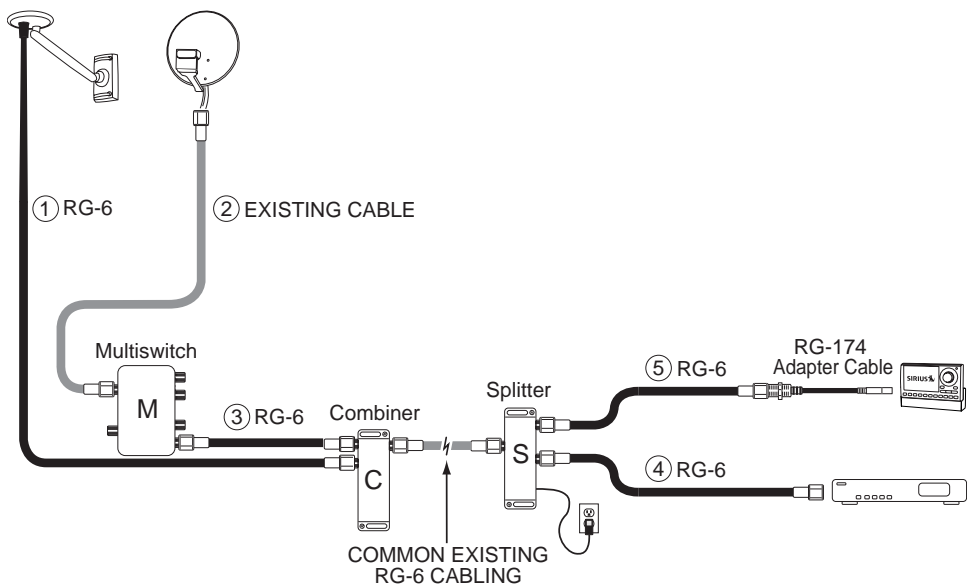 ① RG-6
② EXISTING CABLE
Multiswitch
M
③ RG-6
Combiner
C
Splitter
S
⑤ RG-6
RG-174
Adapter Cable
SIRIUS
④ RG-6
COMMON EXISTING
RG-6 CABLING